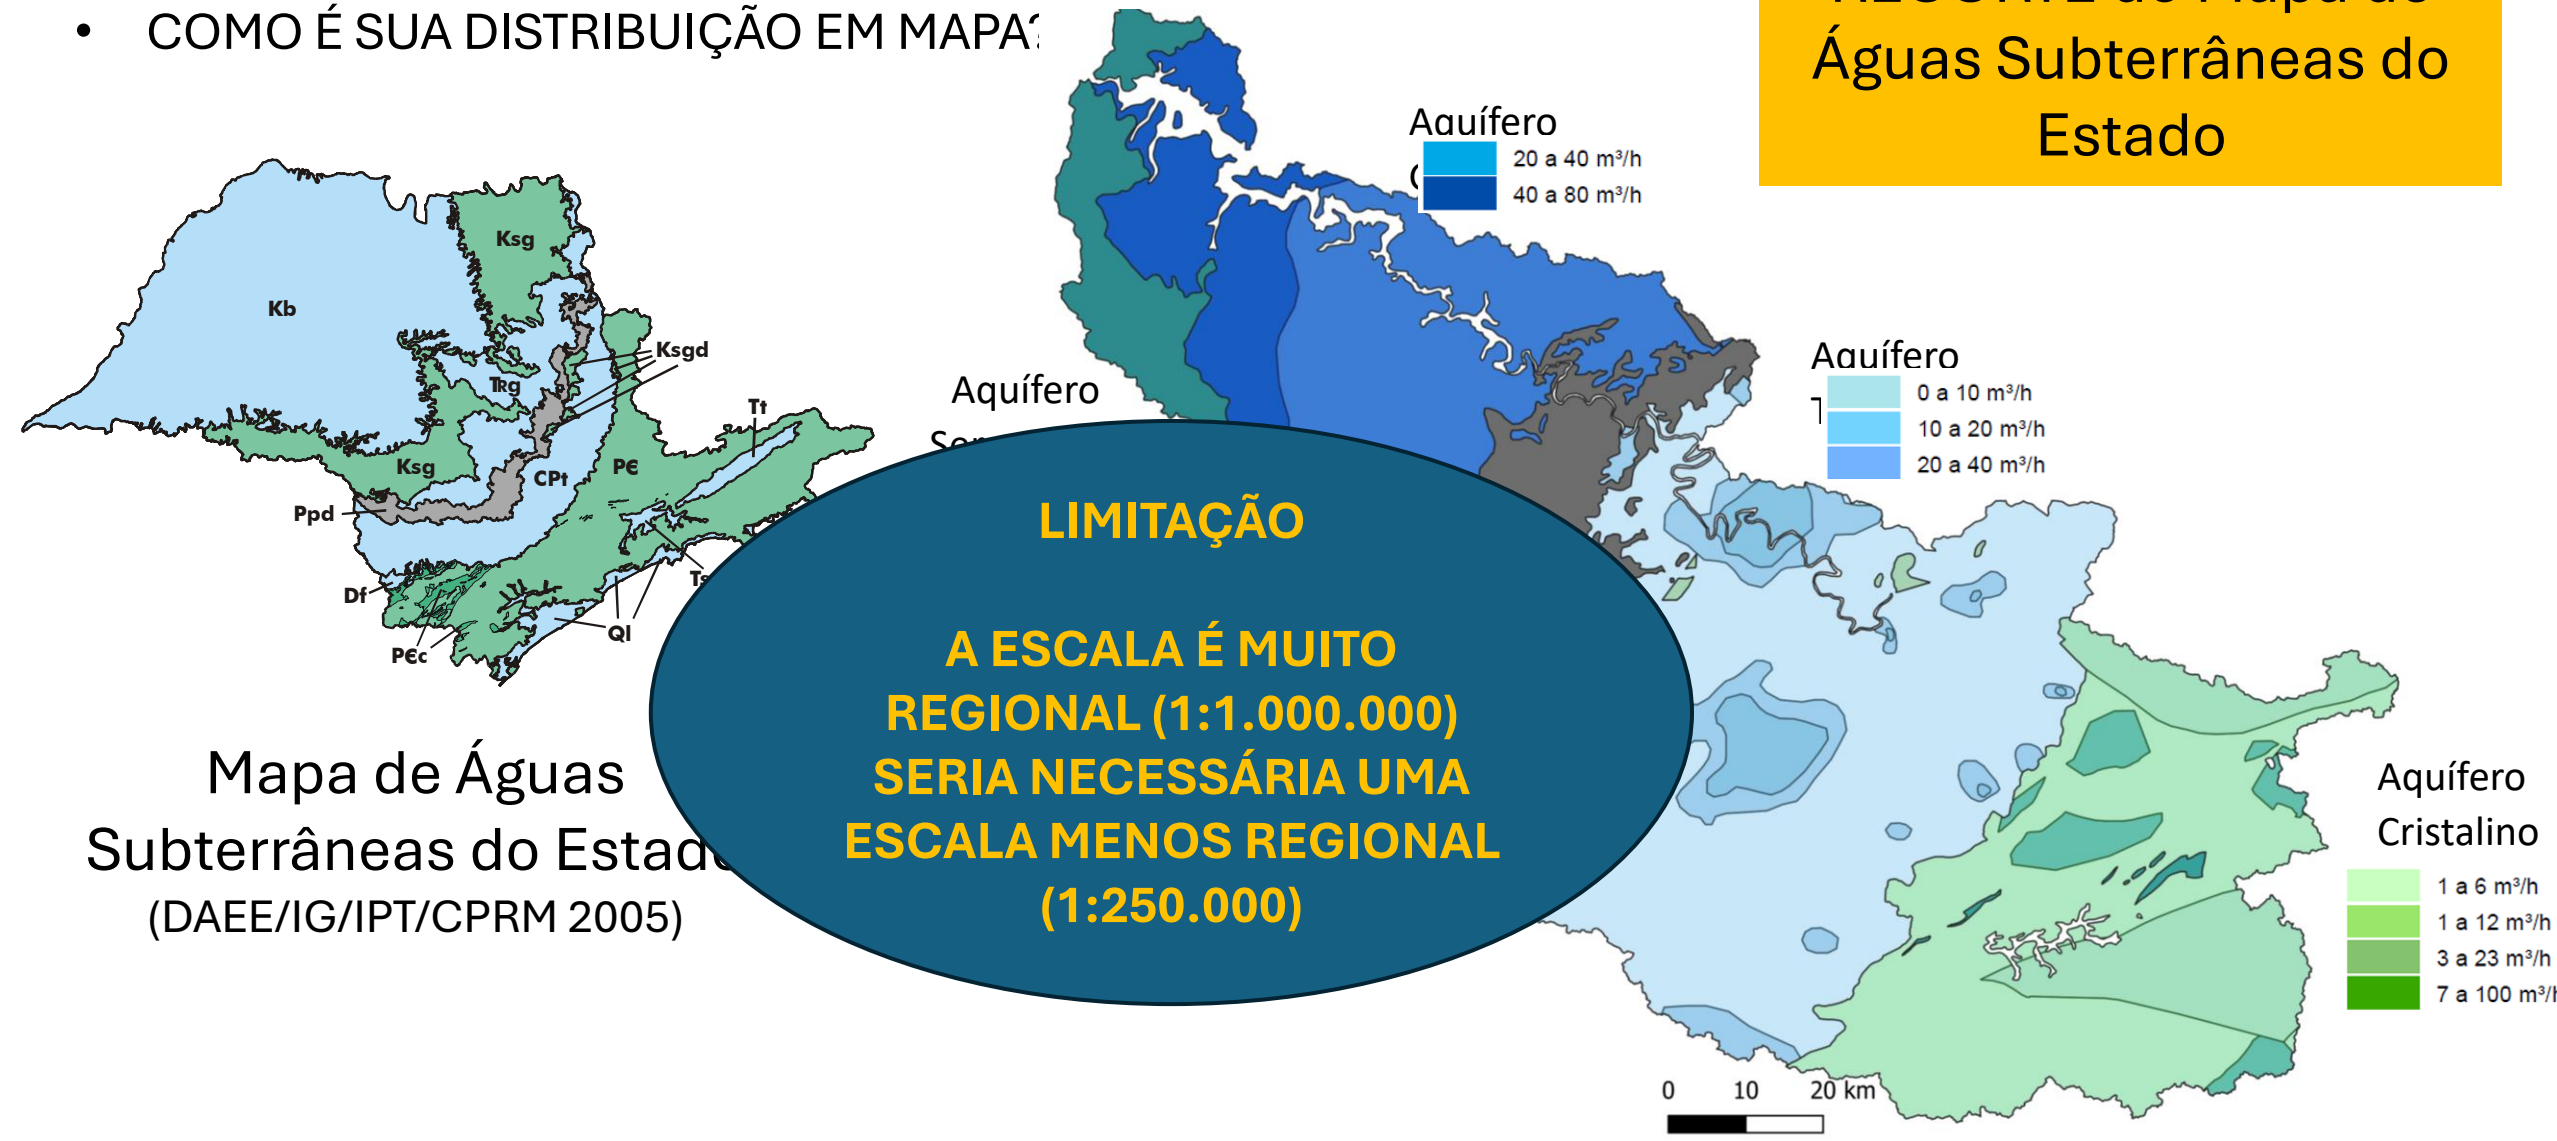 • COMO É SUA DISTRIBUIÇÃO EM MAPA?
Águas Subterrâneas do
Estado
Kb
Ksg
Ksgd
TRg
Tt
Ksg
CPt
PЄ
Ppd
Df
PЄc
Ql
Mapa de Águas
Subterrâneas do Estado
(DAEE/IG/IPT/CPRM 2005)
Aquífero
20 a 40 m³/h
40 a 80 m³/h
Aquífero
0 a 10 m³/h
10 a 20 m³/h
20 a 40 m³/h
Aquífero
LIMITAÇÃO
A ESCALA É MUITO
REGIONAL (1:1.000.000)
SERIA NECESSÁRIA UMA
ESCALA MENOS REGIONAL
(1:250.000)
Aquífero
Cristalino
1 a 6 m³/h
1 a 12 m³/h
3 a 23 m³/h
7 a 100 m³/h
0 10 20 km